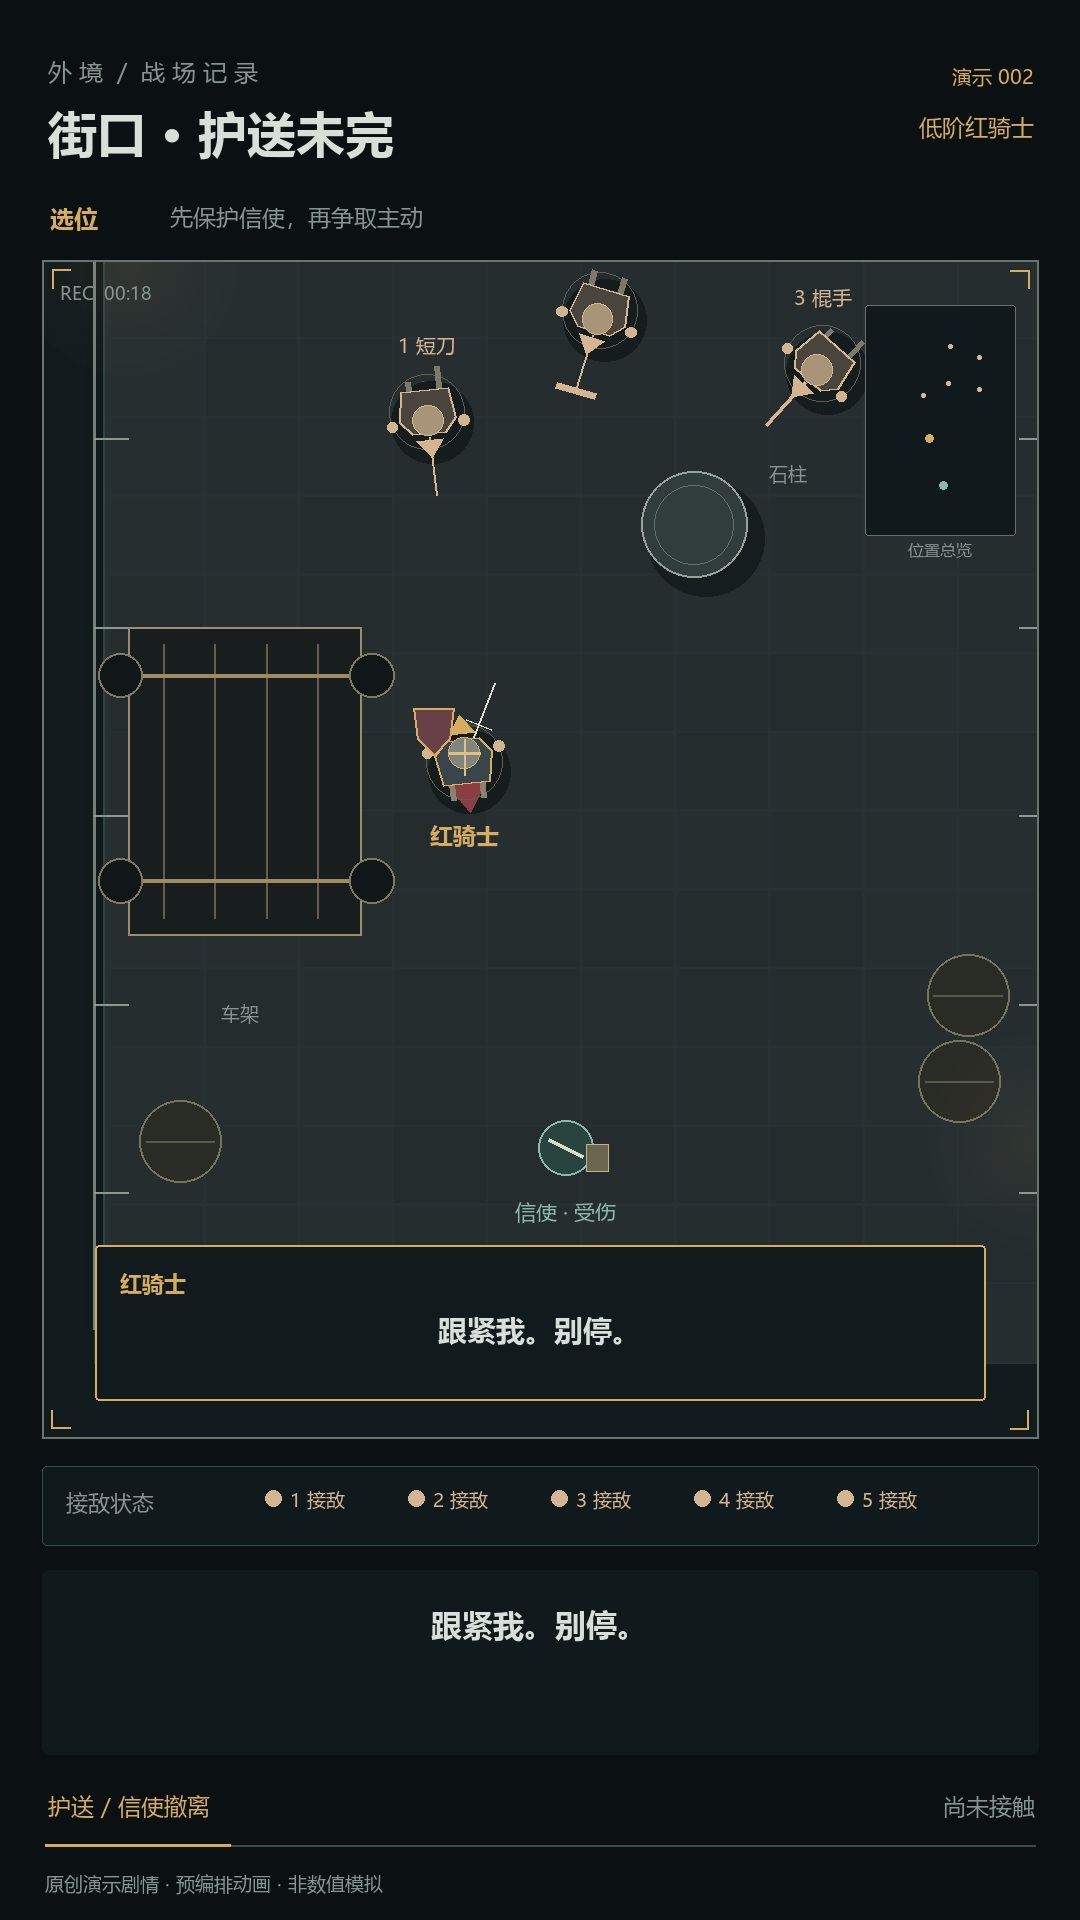 外境 / 战场记录
演示 002
街口·护送未完
低阶红骑士
选位
先保护信使，再争取主动
REC 00:18
3 棍手
1 短刀
石柱
位置总览
红骑士
车架
信使 · 受伤
红骑士
跟紧我。别停。
接敌状态
1 接敌
2 接敌
3 接敌
4 接敌
5 接敌
跟紧我。别停。
护送 / 信使撤离
尚未接触
原创演示剧情 · 预编排动画 · 非数值模拟